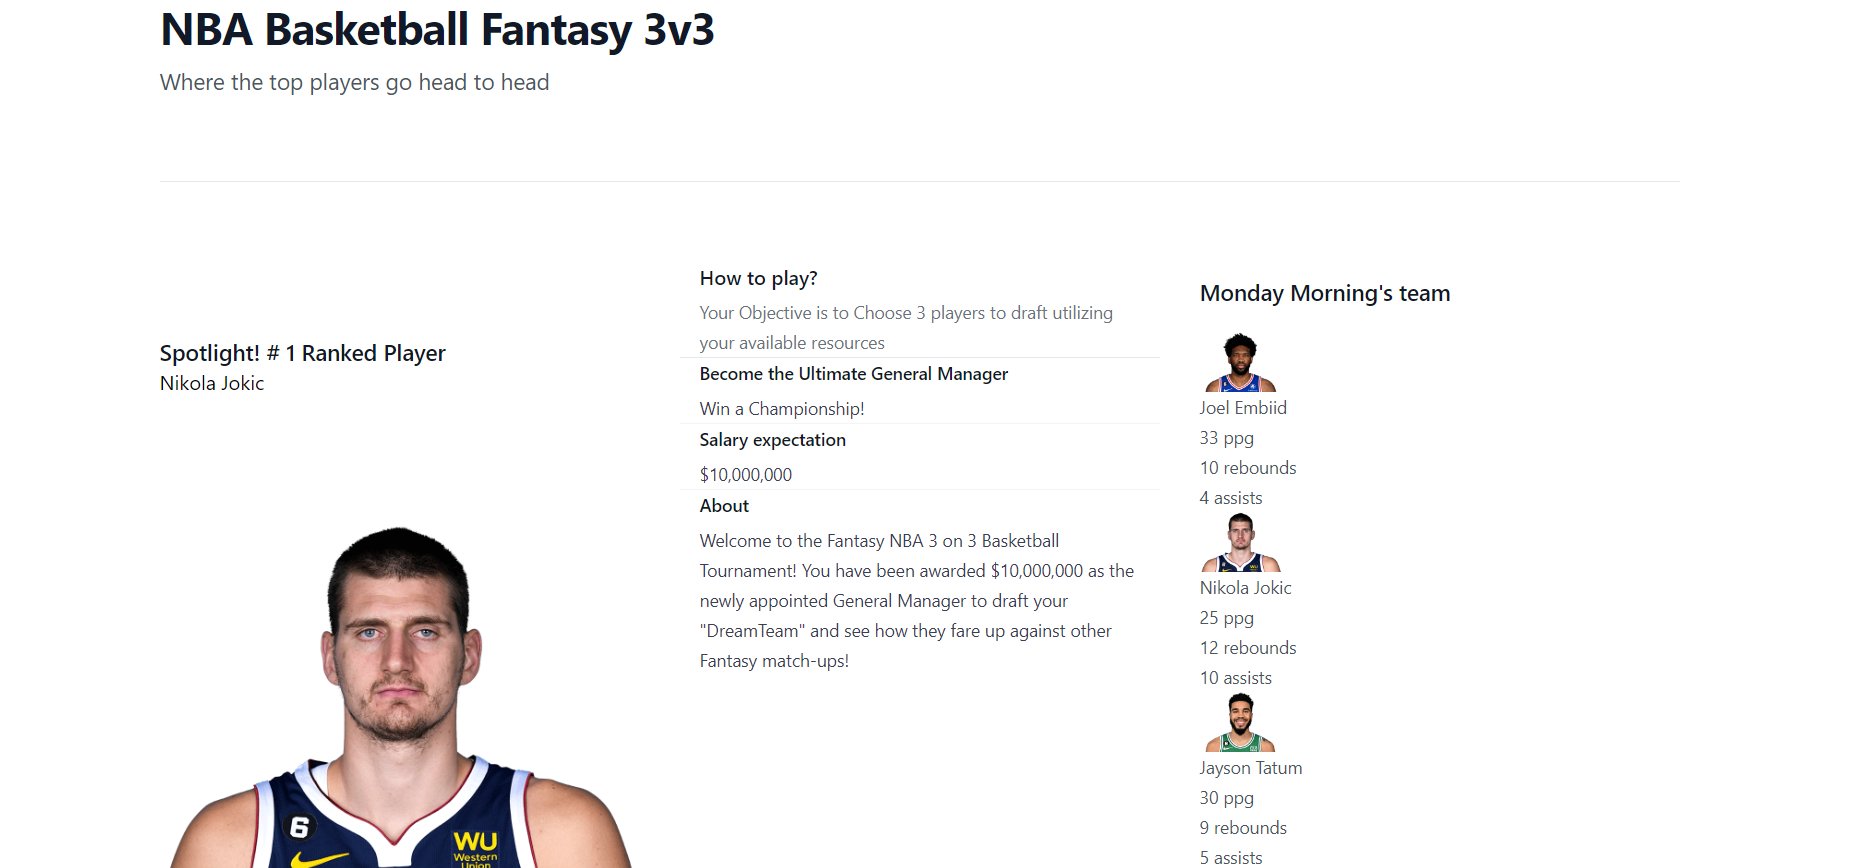 NBA Basketball Fantasy 3v3
Where the top players go head to head
Spotlight! # 1 Ranked Player
Nikola Jokic
6
WU
Western
Union
How to play?
Your Objective is to Choose 3 players to draft utilizing
your available resources
Become the Ultimate General Manager
Win a Championship!
Salary expectation
$10,000,000
About
Welcome to the Fantasy NBA 3 on 3 Basketball
Tournament! You have been awarded $10,000,000 as the
newly appointed General Manager to draft your
"DreamTeam" and see how they fare up against other
Fantasy match-ups!
Monday Morning's team
Joel Embiid
33 ppg
10 rebounds
4 assists
Nikola Jokic
25 ppg
12 rebounds
10 assists
Jayson Tatum
30 ppg
9 rebounds
5 assists